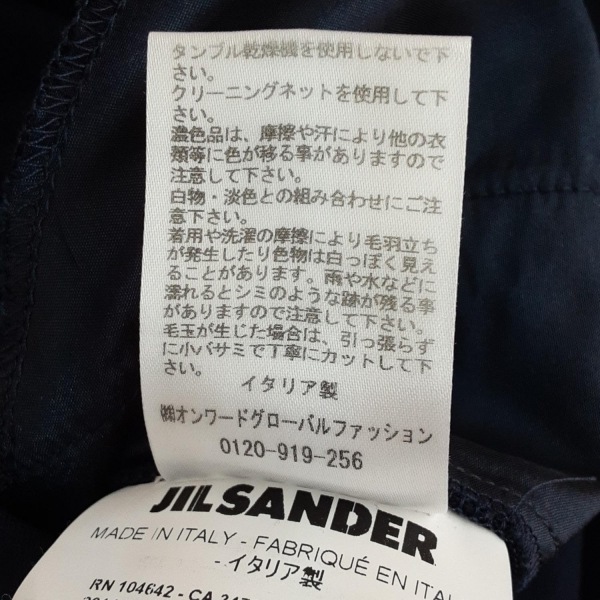 タンブル乾燥機を使用しないで下
さい。
クリーニングネットを使用して下
さい。
濃色品は、摩擦や汗により他の衣
類等に色が移る事がありますので
注意して下さい。
白物・淡色との組み合わせにご注
意下さい。
着用や洗濯の摩擦により毛羽立ち
が発生したり色物は白っぽく見え
ることがあります。雨や水などに
濡れるとシミのような跡が残る事
がありますので注意して下さい。
毛玉が生じた場合は、引っ張らず
に小バサミで丁寧にカットして下
さい。
イタリア製
㈱オンワードグローバルファッション
0120-919-256
JIL SANDER
MADE IN ITALY - FABRIQUÉ EN ITAL
- イタリア製
RN 104642 - CA